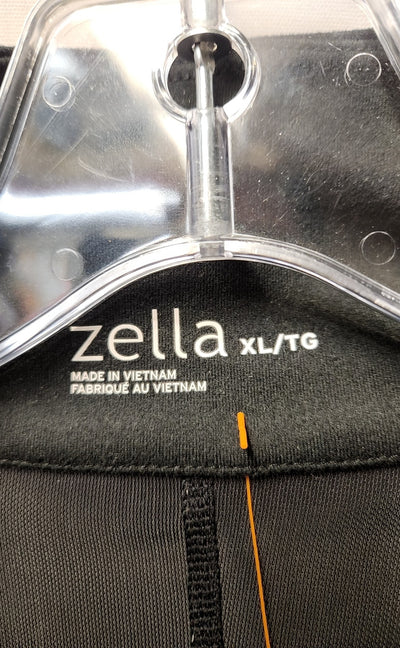 zella XL/TG
MADE IN VIETNAM
FABRIQUÉ AU VIETNAM